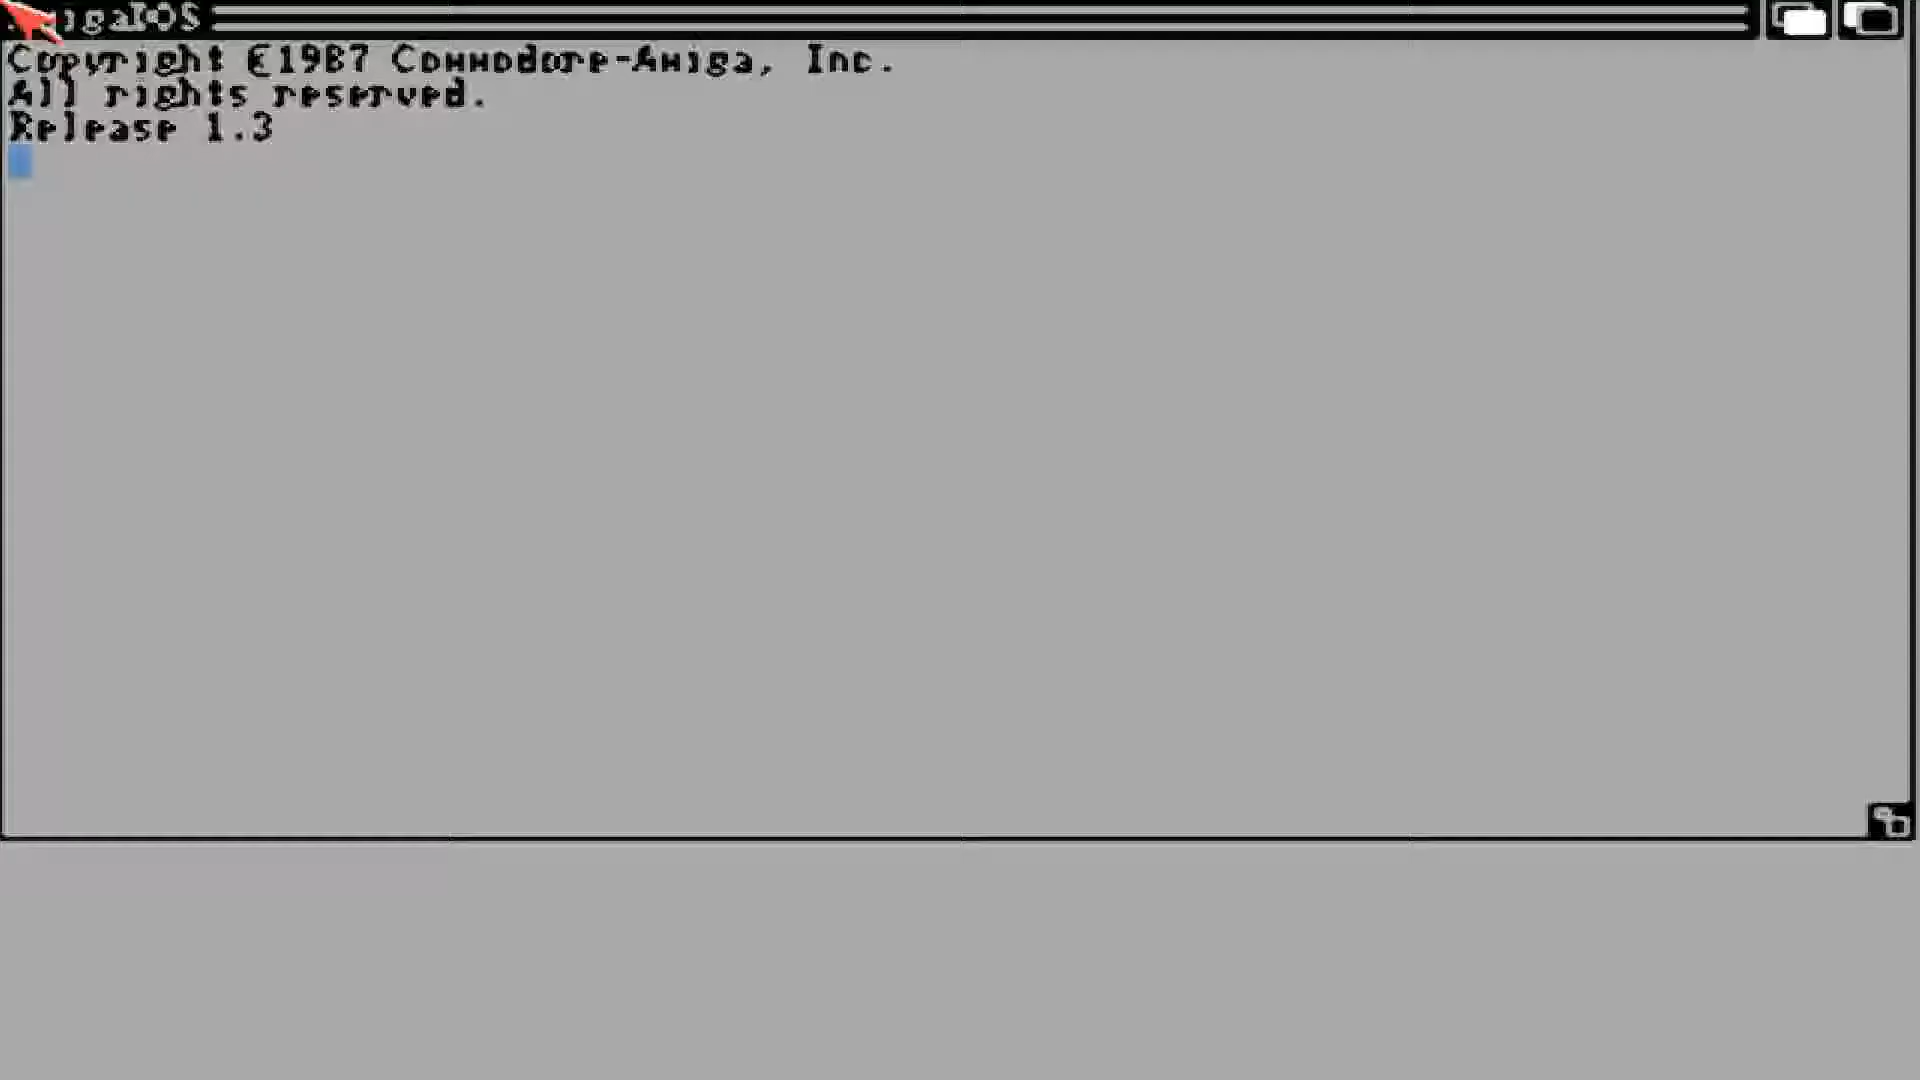 AmigaDOS
Copyright ©1987 Commodore-Amiga, Inc.
All rights reserved.
Release 1.3